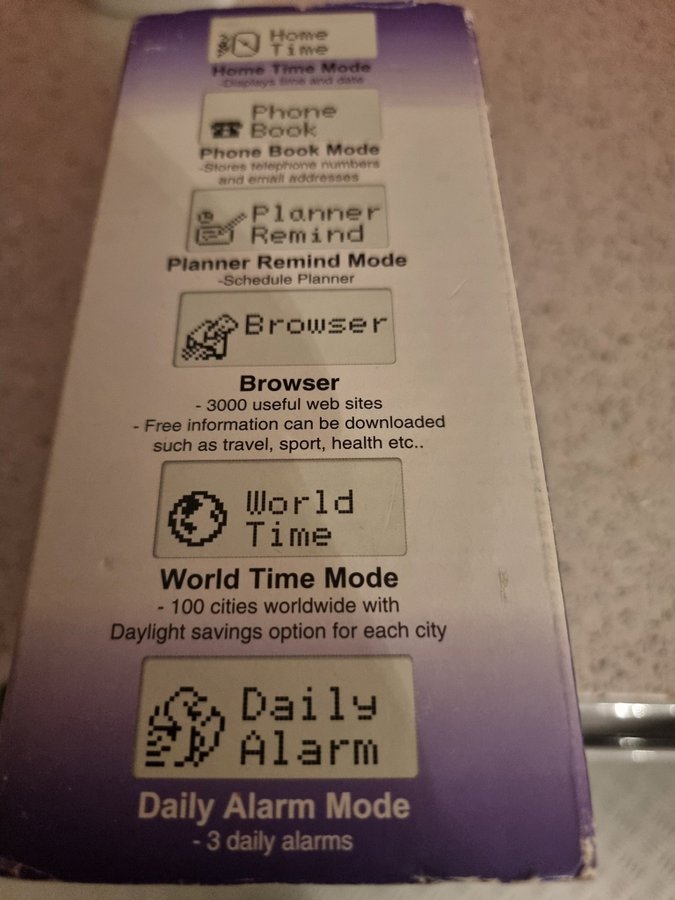 Home
Time
Home Time Mode
-Displays time and date
Phone
Book
Phone Book Mode
-Stores telephone numbers
and email addresses
Planner
Remind
Planner Remind Mode
-Schedule Planner
Browser
Browser
- 3000 useful web sites
- Free information can be downloaded
such as travel, sport, health etc..
World
Time
World Time Mode
- 100 cities worldwide with
Daylight savings option for each city
Daily
Alarm
Daily Alarm Mode
- 3 daily alarms